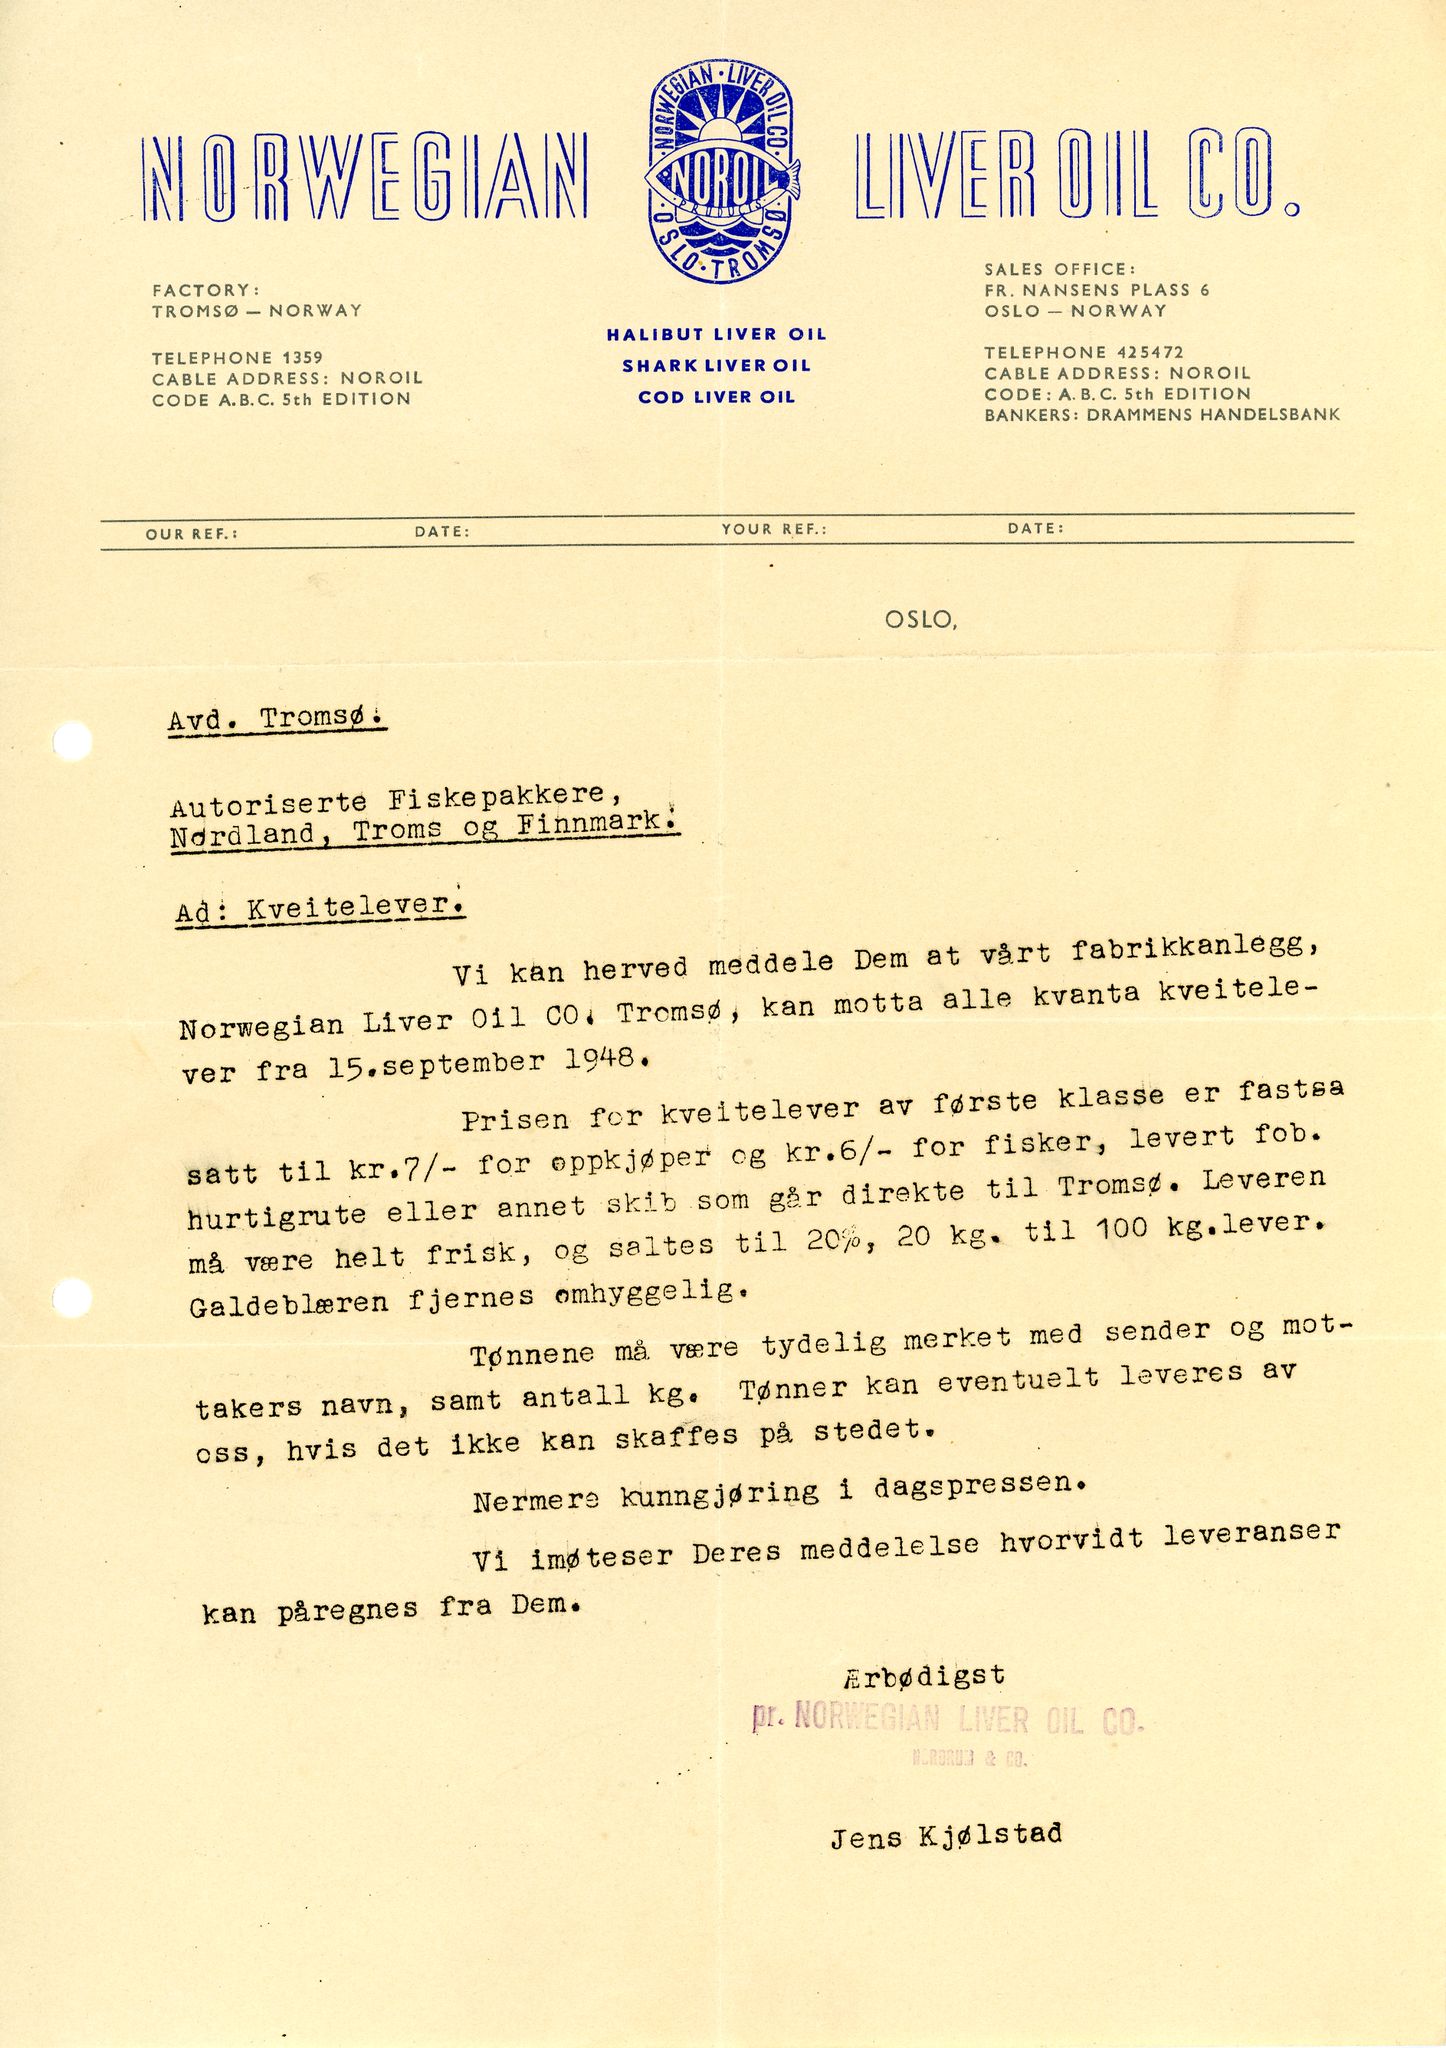 NORWEGIAN LIVER OIL CO.
NORWEGIAN · LIVER OIL CO ·
NOROIL
PRODUCTS
OSLO · TROMSØ
FACTORY:
TROMSØ — NORWAY
TELEPHONE 1359
CABLE ADDRESS: NOROIL
CODE A.B.C. 5th EDITION
HALIBUT LIVER OIL
SHARK LIVER OIL
COD LIVER OIL
SALES OFFICE:
FR. NANSENS PLASS 6
OSLO — NORWAY
TELEPHONE 425472
CABLE ADDRESS: NOROIL
CODE: A.B.C. 5th EDITION
BANKERS: DRAMMENS HANDELSBANK
OUR REF.: DATE: YOUR REF.: DATE:
OSLO,
Avd. Tromsø.
Autoriserte Fiskepakkere,
Nordland, Troms og Finnmark.
Ad: Kveitelever.
Vi kan herved meddele Dem at vårt fabrikkanlegg,
Norwegian Liver Oil CO. Tromsø, kan motta alle kvanta kveitele-
ver fra 15.september 1948.
Prisen for kveitelever av første klasse er fastsa
satt til kr.7/- for oppkjøper og kr.6/- for fisker, levert fob.
hurtigrute eller annet skib som går direkte til Tromsø. Leveren
må være helt frisk, og saltes til 20%, 20 kg. til 100 kg.lever.
Galdeblæren fjernes omhyggelig.
Tønnene må være tydelig merket med sender og mot-
takers navn, samt antall kg. Tønner kan eventuelt leveres av
oss, hvis det ikke kan skaffes på stedet.
Nermere kunngjøring i dagspressen.
Vi imøteser Deres meddelelse hvorvidt leveranser
kan påregnes fra Dem.
Ærbødigst
pr. NORWEGIAN LIVER OIL CO.
& CO.
Jens Kjølstad